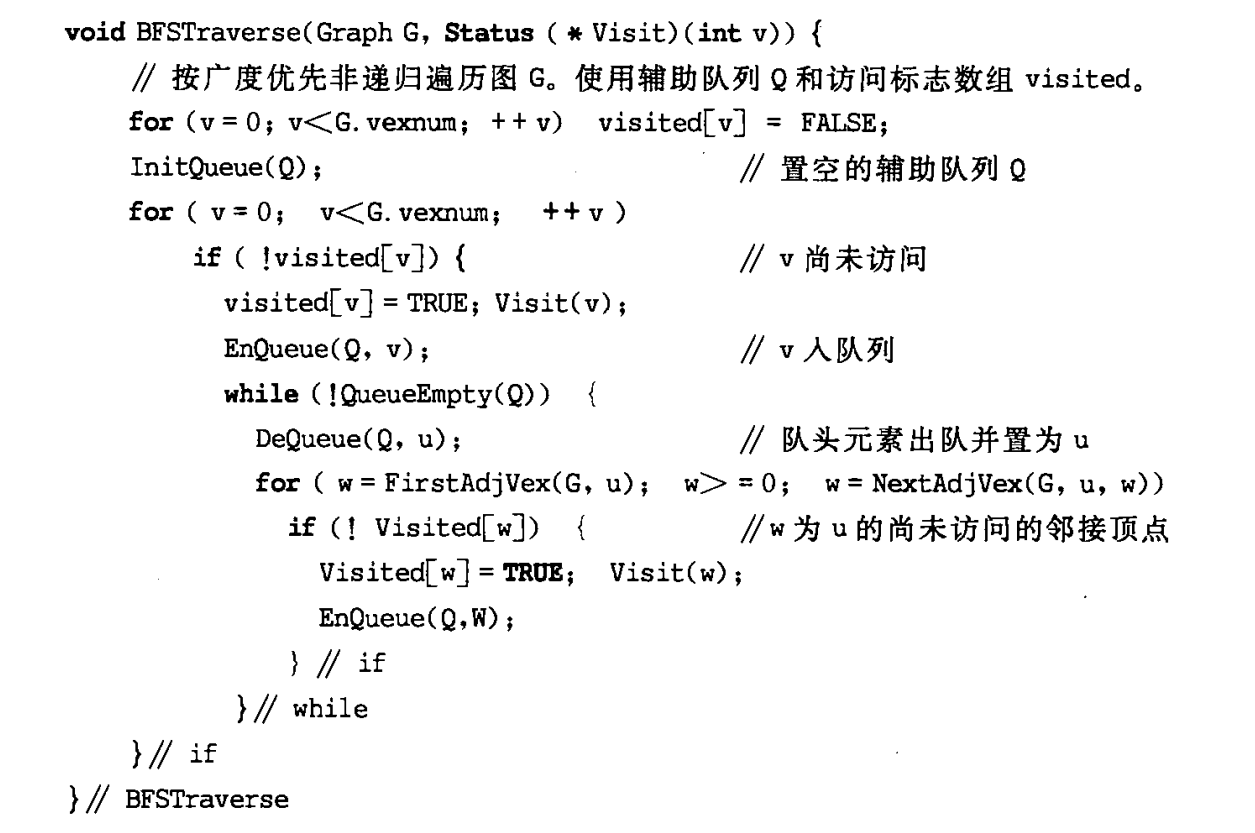 void BFSTraverse(Graph G, Status ( * Visit)(int v)) {
// 按广度优先非递归遍历图 G。使用辅助队列 Q 和访问标志数组 visited。
for (v = 0; v<G. vexnum; ++ v) visited[v] = FALSE;
InitQueue(Q); // 置空的辅助队列 Q
for ( v = 0; v<G. vexnum; ++ v )
if ( !visited[v]) { // v 尚未访问
visited[v] = TRUE; Visit(v);
EnQueue(Q, v); // v 入队列
while (!QueueEmpty(Q)) {
DeQueue(Q, u); // 队头元素出队并置为 u
for ( w = FirstAdjVex(G, u); w> = 0; w = NextAdjVex(G, u, w))
if (! Visited[w]) { //w 为 u 的尚未访问的邻接顶点
Visited[w] = TRUE; Visit(w);
EnQueue(Q,W);
} // if
}// while
}// if
}// BFSTraverse